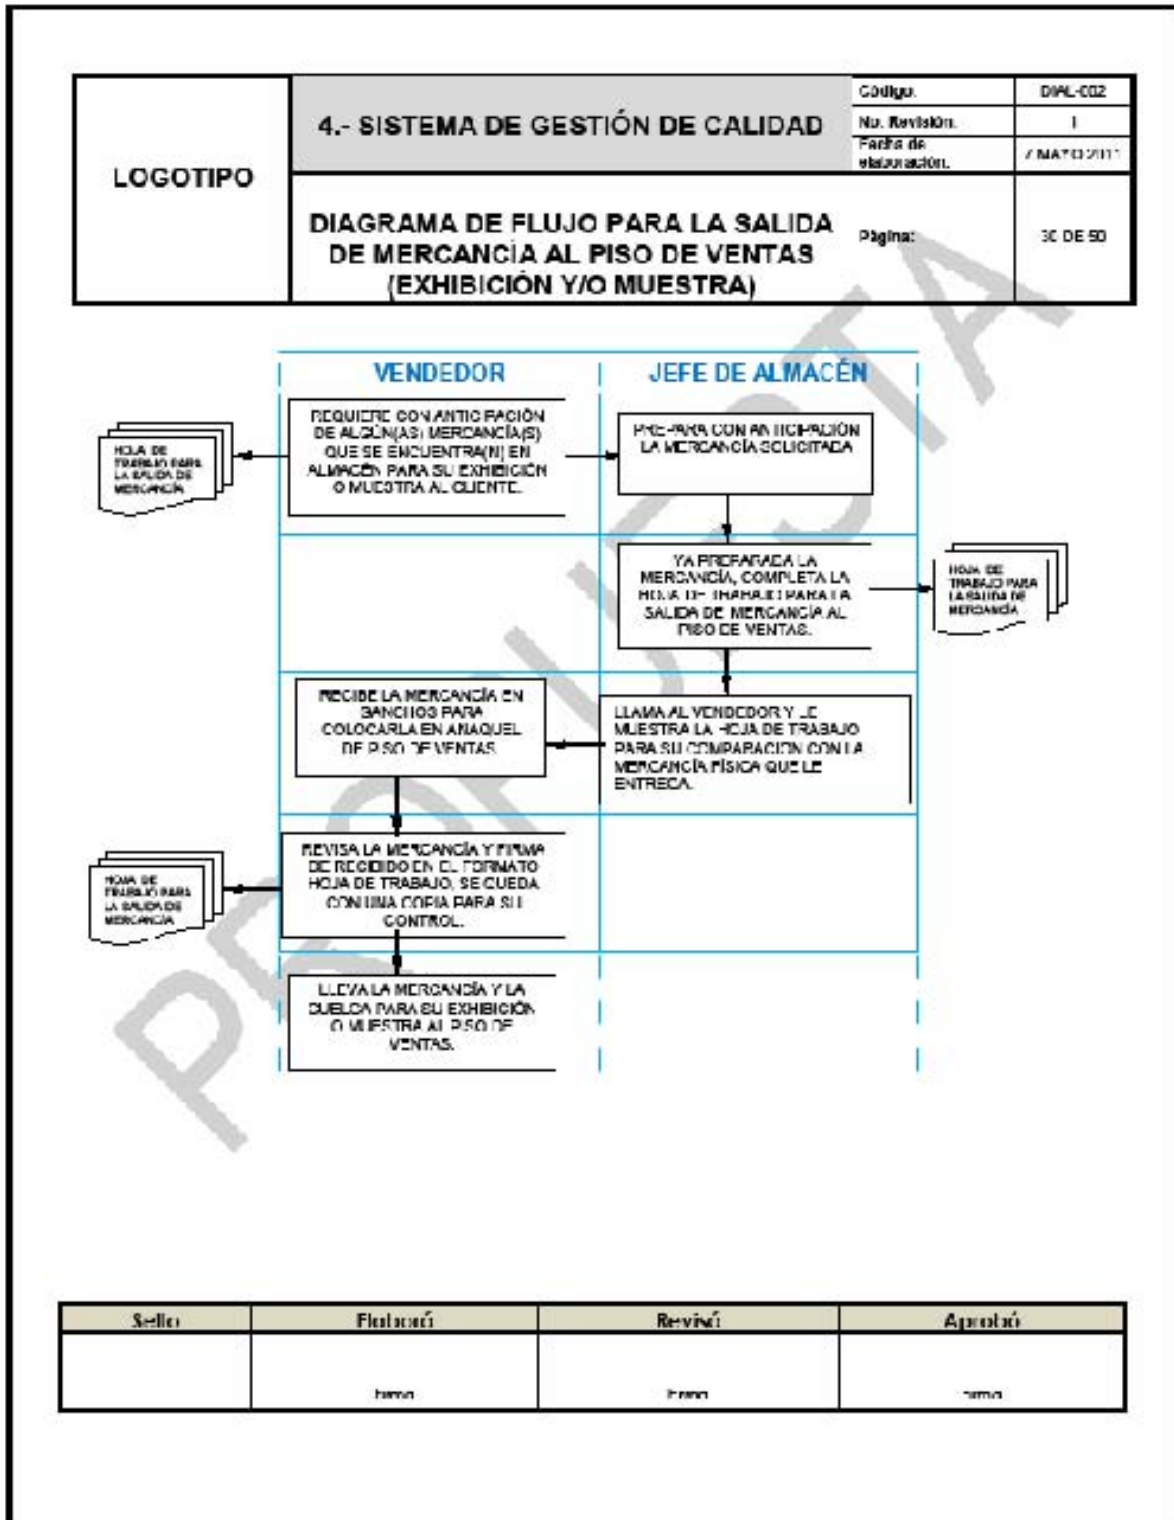 LOGOTIPO
4.- SISTEMA DE GESTIÓN DE CALIDAD
Código. DIAL-002
No. Revisión. 1
Fecha de
elaboración. 7 MAYO 2011
DIAGRAMA DE FLUJO PARA LA SALIDA
DE MERCANCÍA AL PISO DE VENTAS
(EXHIBICIÓN Y/O MUESTRA)
Página: 30 DE 50
PROPUESTA
VENDEDOR
JEFE DE ALMACÉN
HOJA DE
TRABAJO PARA
LA SALIDA DE
MERCANCÍA
REQUIERE CON ANTICIPACIÓN
DE ALGÚN(AS) MERCANCÍA(S)
QUE SE ENCUENTRA(N) EN
ALMACÉN PARA SU EXHIBICIÓN
O MUESTRA AL CLIENTE.
PREPARA CON ANTICIPACIÓN
LA MERCANCÍA SOLICITADA
YA PREPARADA LA
MERCANCÍA, COMPLETA LA
HOJA DE TRABAJO PARA LA
SALIDA DE MERCANCÍA AL
PISO DE VENTAS.
HOJA DE
TRABAJO PARA
LA SALIDA DE
MERCANCÍA
RECIBE LA MERCANCÍA EN
GANCHOS PARA
COLOCARLA EN ANAQUEL
DE PISO DE VENTAS
LLAMA AL VENDEDOR Y LE
MUESTRA LA HOJA DE TRABAJO
PARA SU COMPARACION CON LA
MERCANCÍA FÍSICA QUE LE
ENTREGA.
HOJA DE
TRABAJO PARA
LA SALIDA DE
MERCANCÍA
REVISA LA MERCANCÍA Y FIRMA
DE RECIBIDO EN EL FORMATO
HOJA DE TRABAJO, SE QUEDA
CON UNA COPIA PARA SU
CONTROL.
LLEVA LA MERCANCÍA Y LA
CUELGA PARA SU EXHIBICIÓN
O MUESTRA AL PISO DE
VENTAS.
Sello Elaboró Revisó Aprobó
Firma Firma Firma